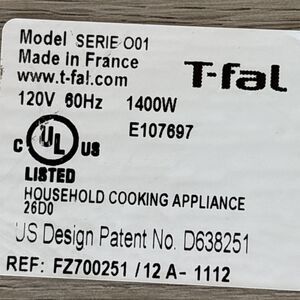 Model SERIE O01
Made in France
www.t-fal.com
T-fal
120V 60Hz 1400W
E107697
C UL US
LISTED
HOUSEHOLD COOKING APPLIANCE
26D0
US Design Patent No. D638251
REF: FZ700251 / 12 A - 1112